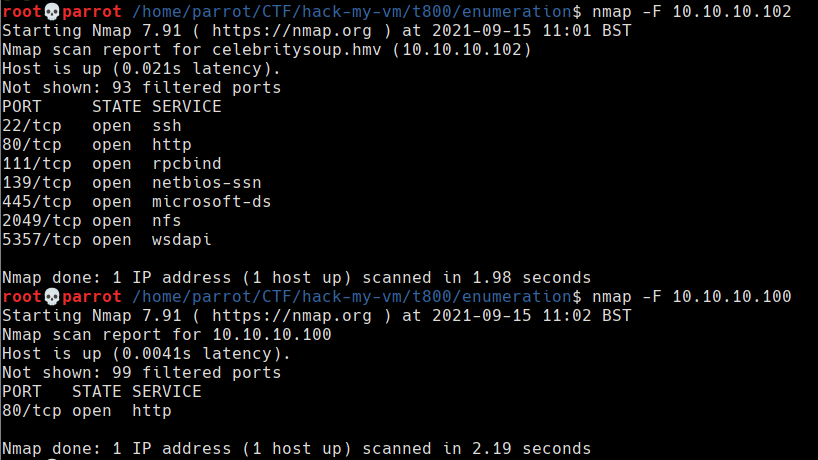 root💀parrot /home/parrot/CTF/hack-my-vm/t800/enumeration$ nmap -F 10.10.10.102
Starting Nmap 7.91 ( https://nmap.org ) at 2021-09-15 11:01 BST
Nmap scan report for celebritysoup.hmv (10.10.10.102)
Host is up (0.021s latency).
Not shown: 93 filtered ports
PORT     STATE SERVICE
22/tcp   open  ssh
80/tcp   open  http
111/tcp  open  rpcbind
139/tcp  open  netbios-ssn
445/tcp  open  microsoft-ds
2049/tcp open  nfs
5357/tcp open  wsdapi

Nmap done: 1 IP address (1 host up) scanned in 1.98 seconds
root💀parrot /home/parrot/CTF/hack-my-vm/t800/enumeration$ nmap -F 10.10.10.100
Starting Nmap 7.91 ( https://nmap.org ) at 2021-09-15 11:02 BST
Nmap scan report for 10.10.10.100
Host is up (0.0041s latency).
Not shown: 99 filtered ports
PORT   STATE SERVICE
80/tcp open  http

Nmap done: 1 IP address (1 host up) scanned in 2.19 seconds